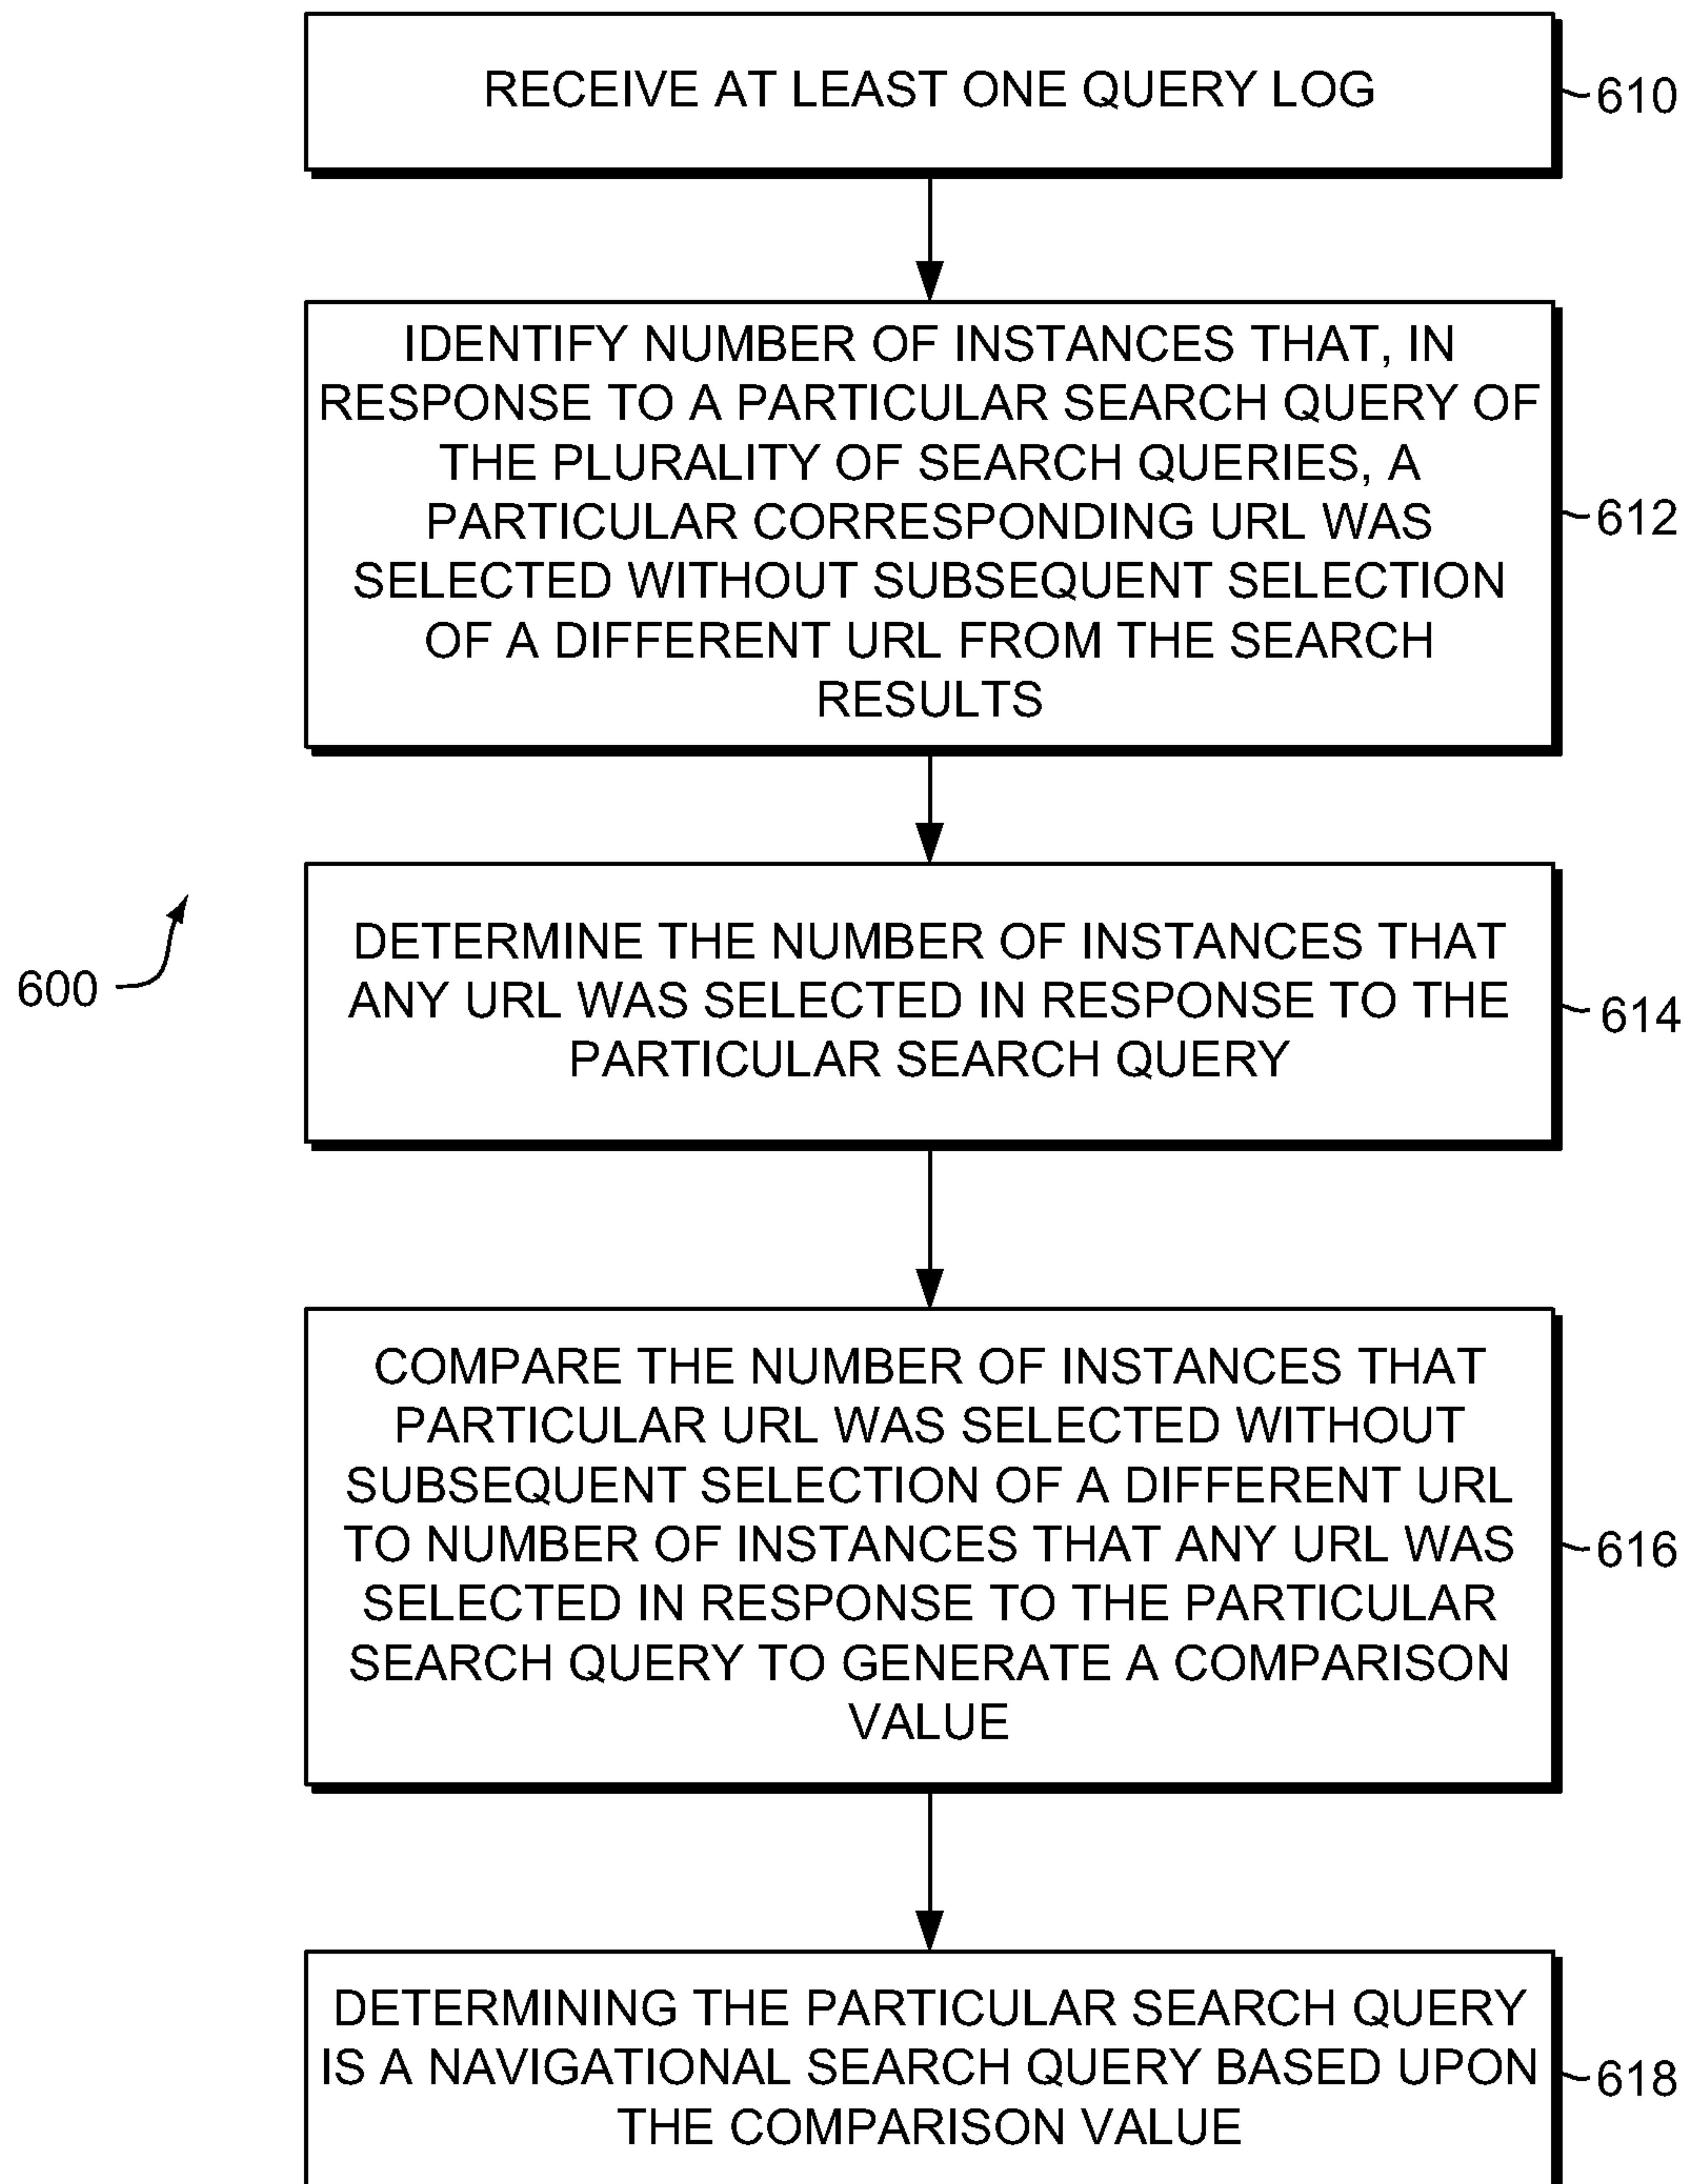 RECEIVE AT LEAST ONE QUERY LOG
610
IDENTIFY NUMBER OF INSTANCES THAT, IN
RESPONSE TO A PARTICULAR SEARCH QUERY OF
THE PLURALITY OF SEARCH QUERIES, A
PARTICULAR CORRESPONDING URL WAS
SELECTED WITHOUT SUBSEQUENT SELECTION
OF A DIFFERENT URL FROM THE SEARCH
RESULTS
612
600
DETERMINE THE NUMBER OF INSTANCES THAT
ANY URL WAS SELECTED IN RESPONSE TO THE
PARTICULAR SEARCH QUERY
614
COMPARE THE NUMBER OF INSTANCES THAT
PARTICULAR URL WAS SELECTED WITHOUT
SUBSEQUENT SELECTION OF A DIFFERENT URL
TO NUMBER OF INSTANCES THAT ANY URL WAS
SELECTED IN RESPONSE TO THE PARTICULAR
SEARCH QUERY TO GENERATE A COMPARISON
VALUE
616
DETERMINING THE PARTICULAR SEARCH QUERY
IS A NAVIGATIONAL SEARCH QUERY BASED UPON
THE COMPARISON VALUE
618